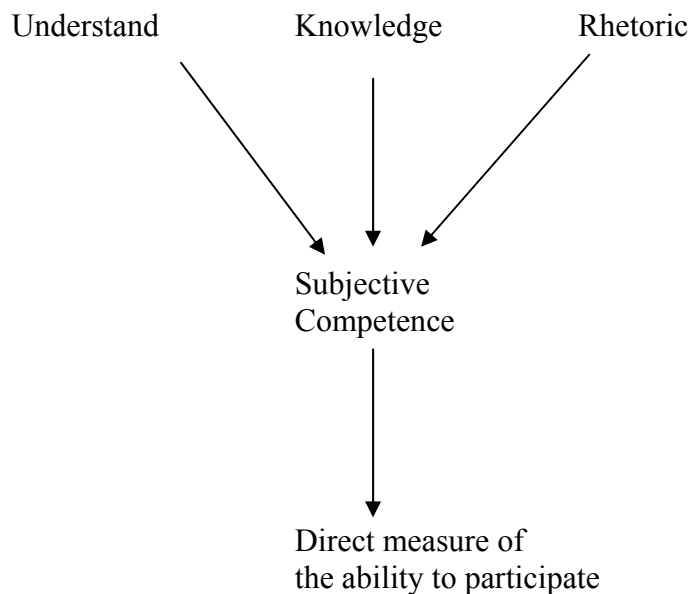 Understand Knowledge Rhetoric
Subjective
Competence
Direct measure of
the ability to participate